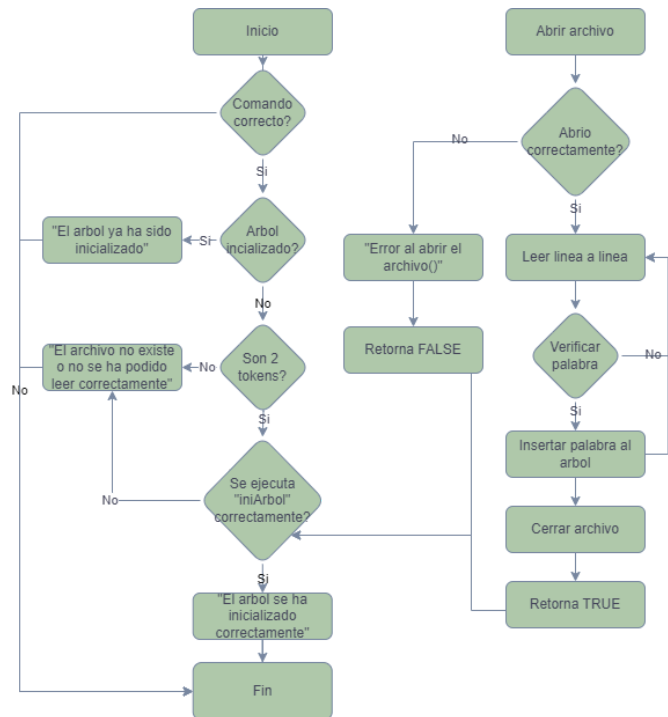 Inicio
Comando
correcto?
Si
No
Arbol
incializado?
Si
"El arbol ya ha sido
inicializado"
No
Son 2
tokens?
No
"El archivo no existe
o no se ha podido
leer correctamente"
Si
Se ejecuta
"iniArbol"
correctamente?
No
Si
"El arbol se ha
inicializado
correctamente"
Fin
Abrir archivo
Abrio
correctamente?
No
"Error al abrir el
archivo()"
Retorna FALSE
Si
Leer linea a linea
Verificar
palabra
No
Si
Insertar palabra al
arbol
Cerrar archivo
Retorna TRUE